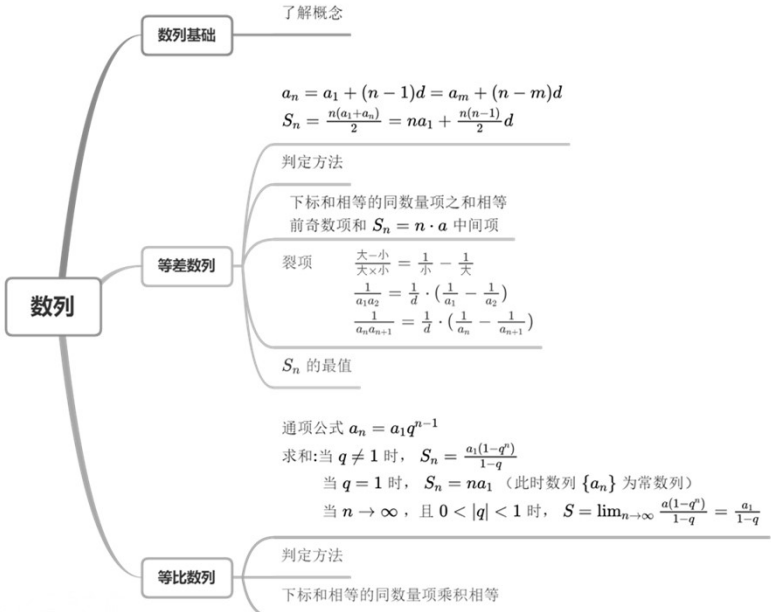 数列
数列基础
了解概念
等差数列
$a_n = a_1 + (n-1)d = a_m + (n-m)d$
$S_n = \frac{n(a_1+a_n)}{2} = na_1 + \frac{n(n-1)}{2}d$
判定方法
下标和相等的同数量项之和相等
前奇数项和 $S_n = n \cdot a$ 中间项
裂项 $\frac{大-小}{大×小} = \frac{1}{小} - \frac{1}{大}$
$\frac{1}{a_1a_2} = \frac{1}{d} \cdot (\frac{1}{a_1} - \frac{1}{a_2})$
$\frac{1}{a_na_{n+1}} = \frac{1}{d} \cdot (\frac{1}{a_n} - \frac{1}{a_{n+1}})$
$S_n$ 的最值
等比数列
通项公式 $a_n = a_1q^{n-1}$
求和:当 $q \neq 1$ 时， $S_n = \frac{a_1(1-q^n)}{1-q}$
当 $q = 1$ 时， $S_n = na_1$ （此时数列 $\{a_n\}$ 为常数列）
当 $n \to \infty$ ，且 $0 < |q| < 1$ 时， $S = \lim_{n \to \infty} \frac{a(1-q^n)}{1-q} = \frac{a_1}{1-q}$
判定方法
下标和相等的同数量项乘积相等